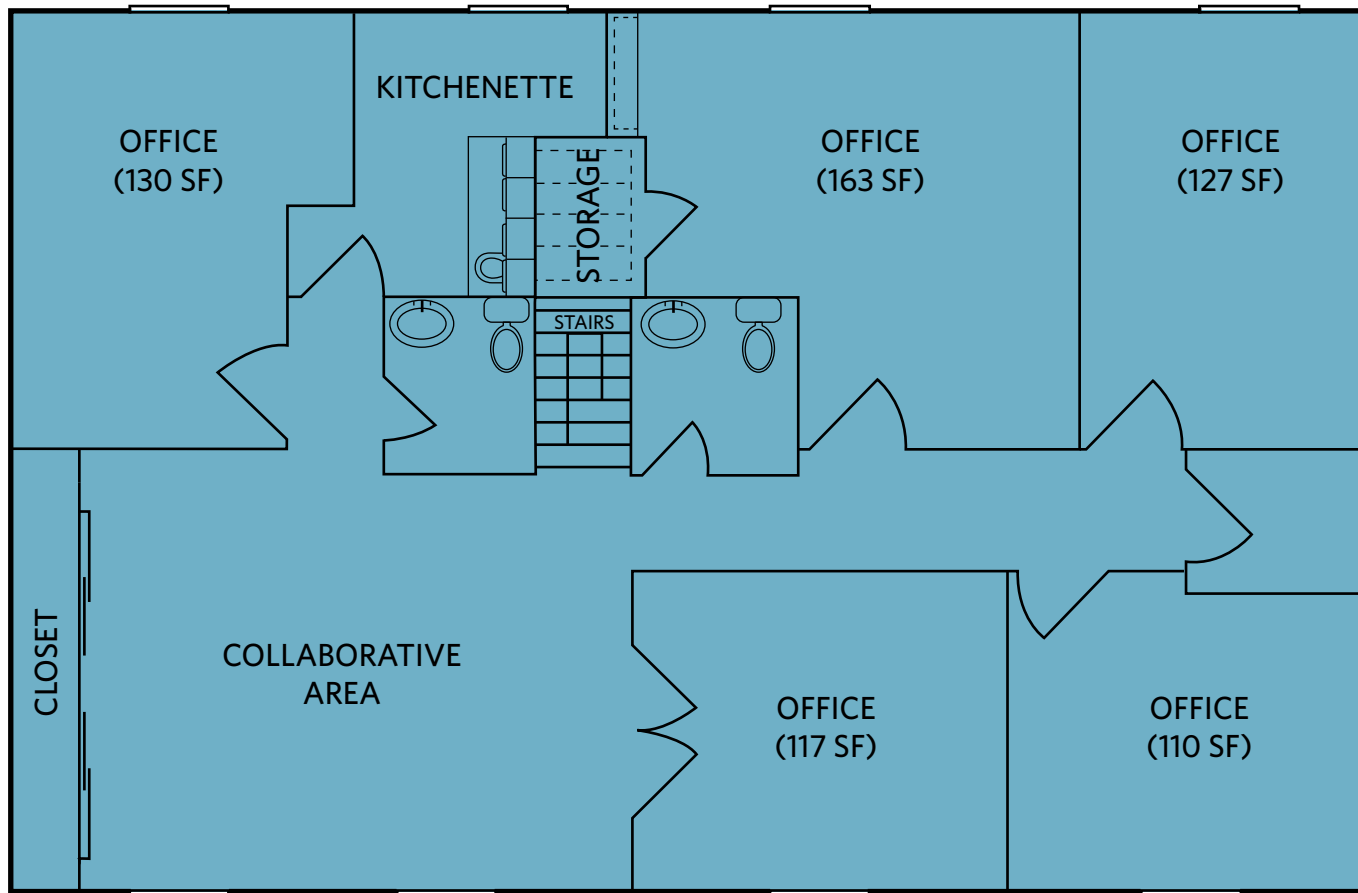 KITCHENETTE
OFFICE
(130 SF)
STORAGE
OFFICE
(163 SF)
OFFICE
(127 SF)
STAIRS
CLOSET
COLLABORATIVE
AREA
OFFICE
(117 SF)
OFFICE
(110 SF)